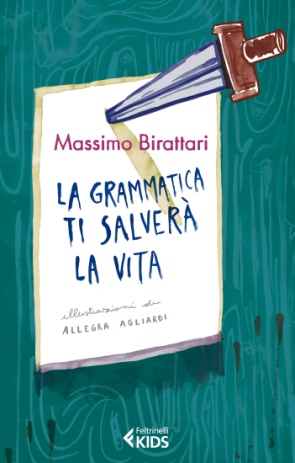 Massimo Birattari
LA GRAMMATICA
TI SALVERÀ
LA VITA
illustrazioni di
ALLEGRA AGLIARDI
Feltrinelli
KIDS